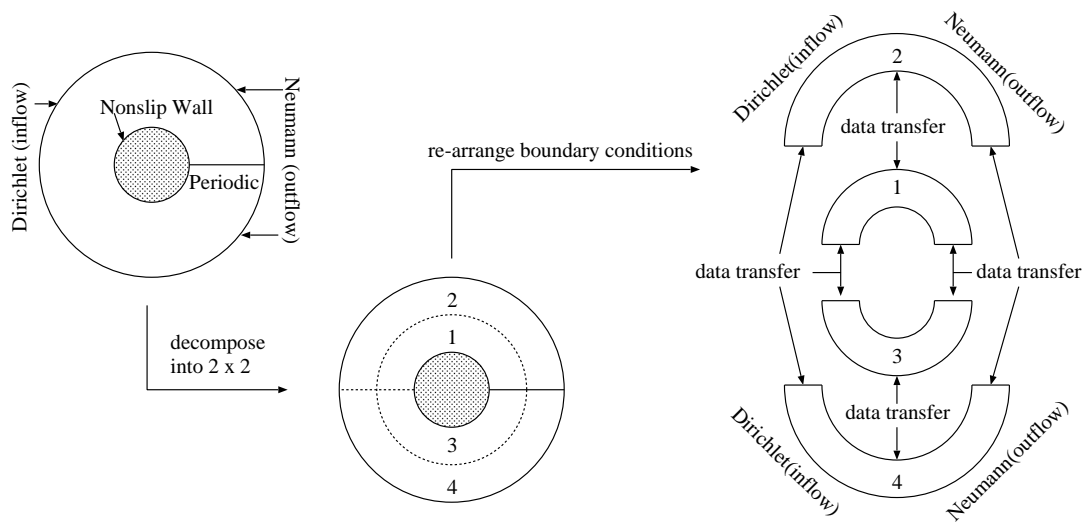 Dirichlet (inflow)
Nonslip Wall
Periodic
Neumann (outflow)
decompose
into 2 x 2
2
1
3
4
re-arrange boundary conditions
Dirichlet(inflow)
2
Neumann(outflow)
data transfer
1
data transfer
data transfer
3
data transfer
Dirichlet(inflow)
4
Neumann(outflow)